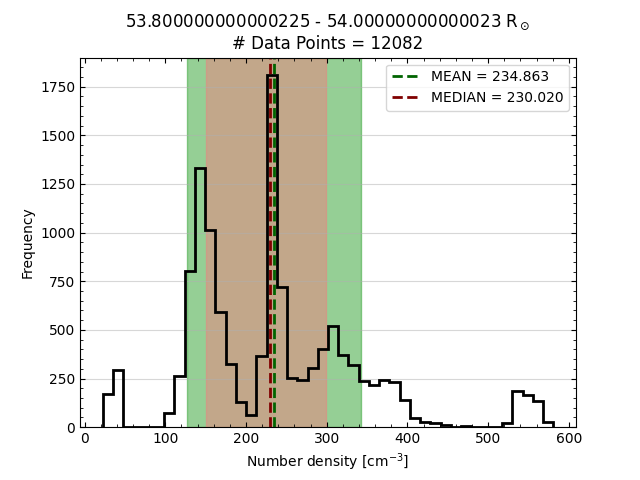 53.800000000000225 - 54.00000000000023 R⊙
# Data Points = 12082
MEAN = 234.863
MEDIAN = 230.020
Frequency
1750
1500
1250
1000
750
500
250
0
0 100 200 300 400 500 600
Number density [cm⁻³]